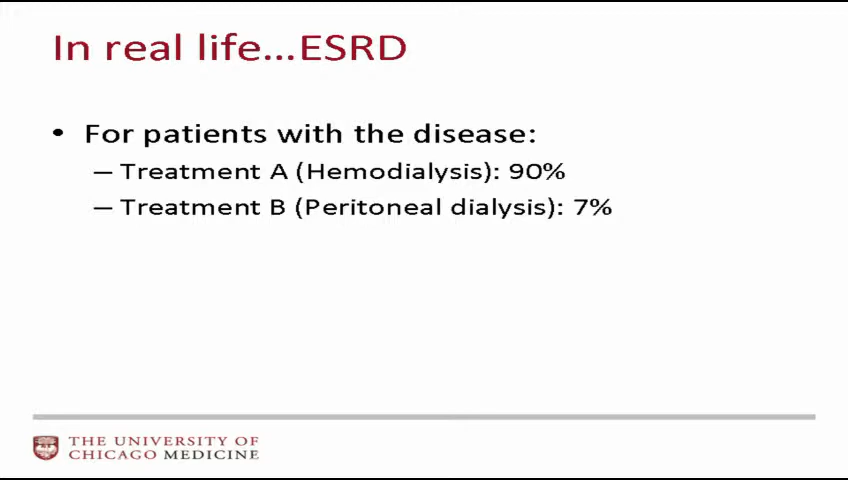 In real life...ESRD
• For patients with the disease:
– Treatment A (Hemodialysis): 90%
– Treatment B (Peritoneal dialysis): 7%
THE UNIVERSITY OF
CHICAGO MEDICINE